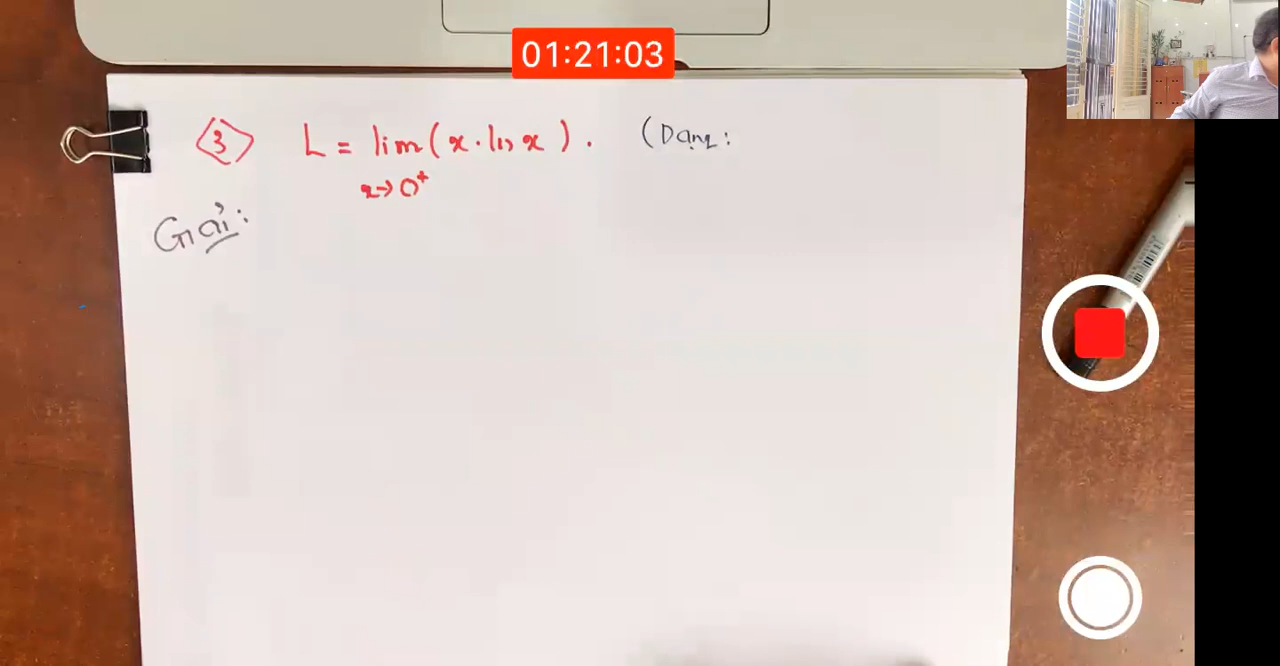 01:21:03
③ L = lim ( x . ln x ) . (Dạng :
x→0⁺
Giải :